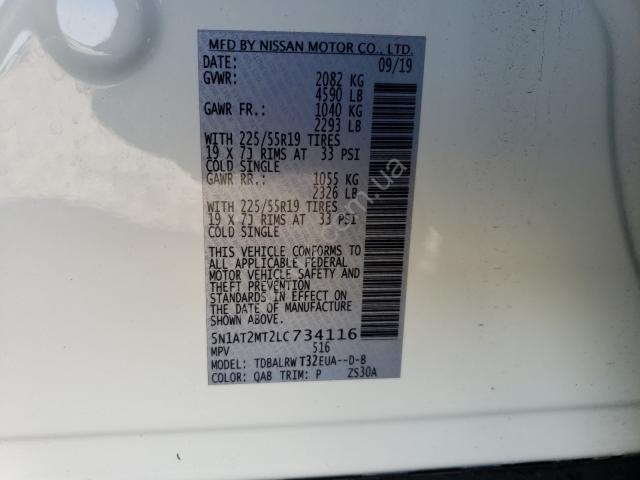 MFD BY NISSAN MOTOR CO., LTD.
DATE: 09/19
GVWR: 2082 KG
4590 LB
GAWR FR.: 1040 KG
2293 LB
WITH 225/55R19 TIRES
19 X 7J RIMS AT 33 PSI
COLD SINGLE
GAWR RR.: 1055 KG
2326 LB
WITH 225/55R19 TIRES
19 X 7J RIMS AT 33 PSI
COLD SINGLE
THIS VEHICLE CONFORMS TO
ALL APPLICABLE FEDERAL
MOTOR VEHICLE SAFETY AND
THEFT PREVENTION
STANDARDS IN EFFECT ON
THE DATE OF MANUFACTURE
SHOWN ABOVE.
5N1AT2MT2LC734116
MPV 516
MODEL: TDBALRWT32EUA--D-B
COLOR: QAB TRIM: P ZS30A